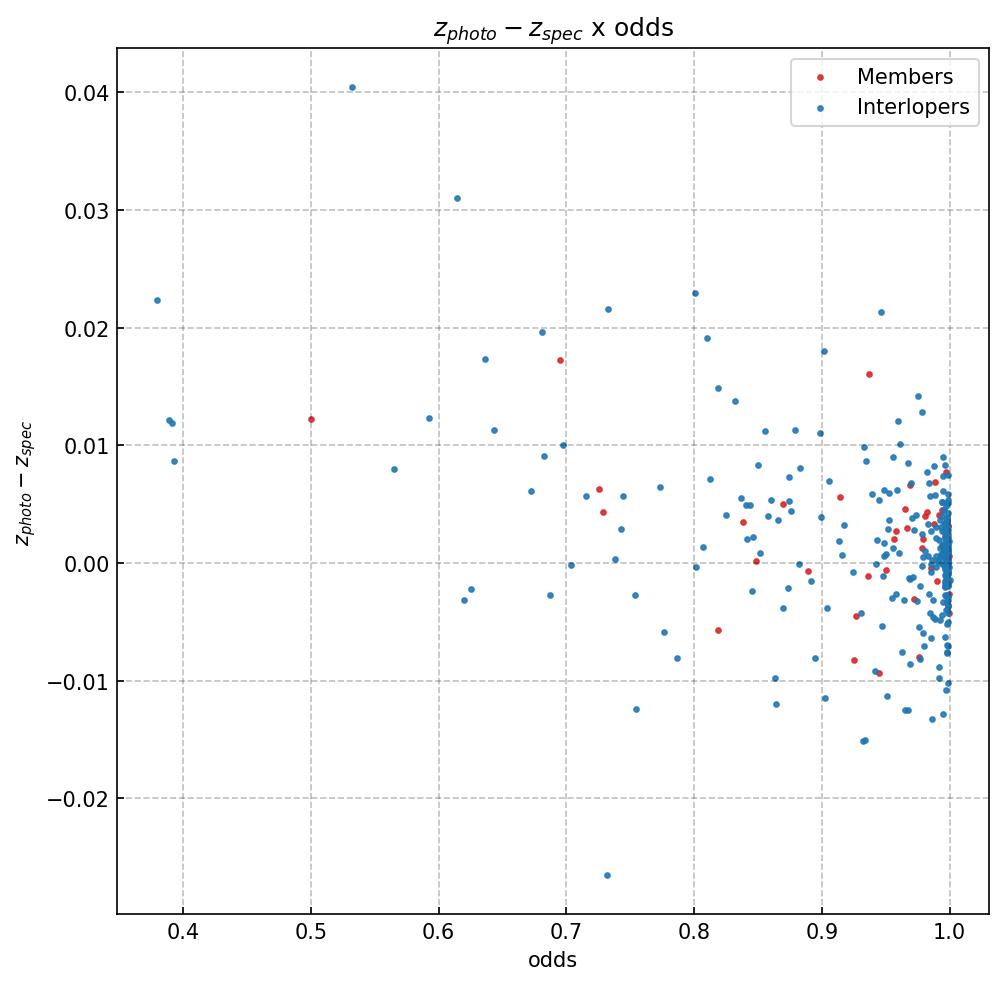 z_photo − z_spec x odds
Members
Interlopers
0.04
0.03
0.02
0.01
0.00
−0.01
−0.02
z_photo − z_spec
0.4 0.5 0.6 0.7 0.8 0.9 1.0
odds